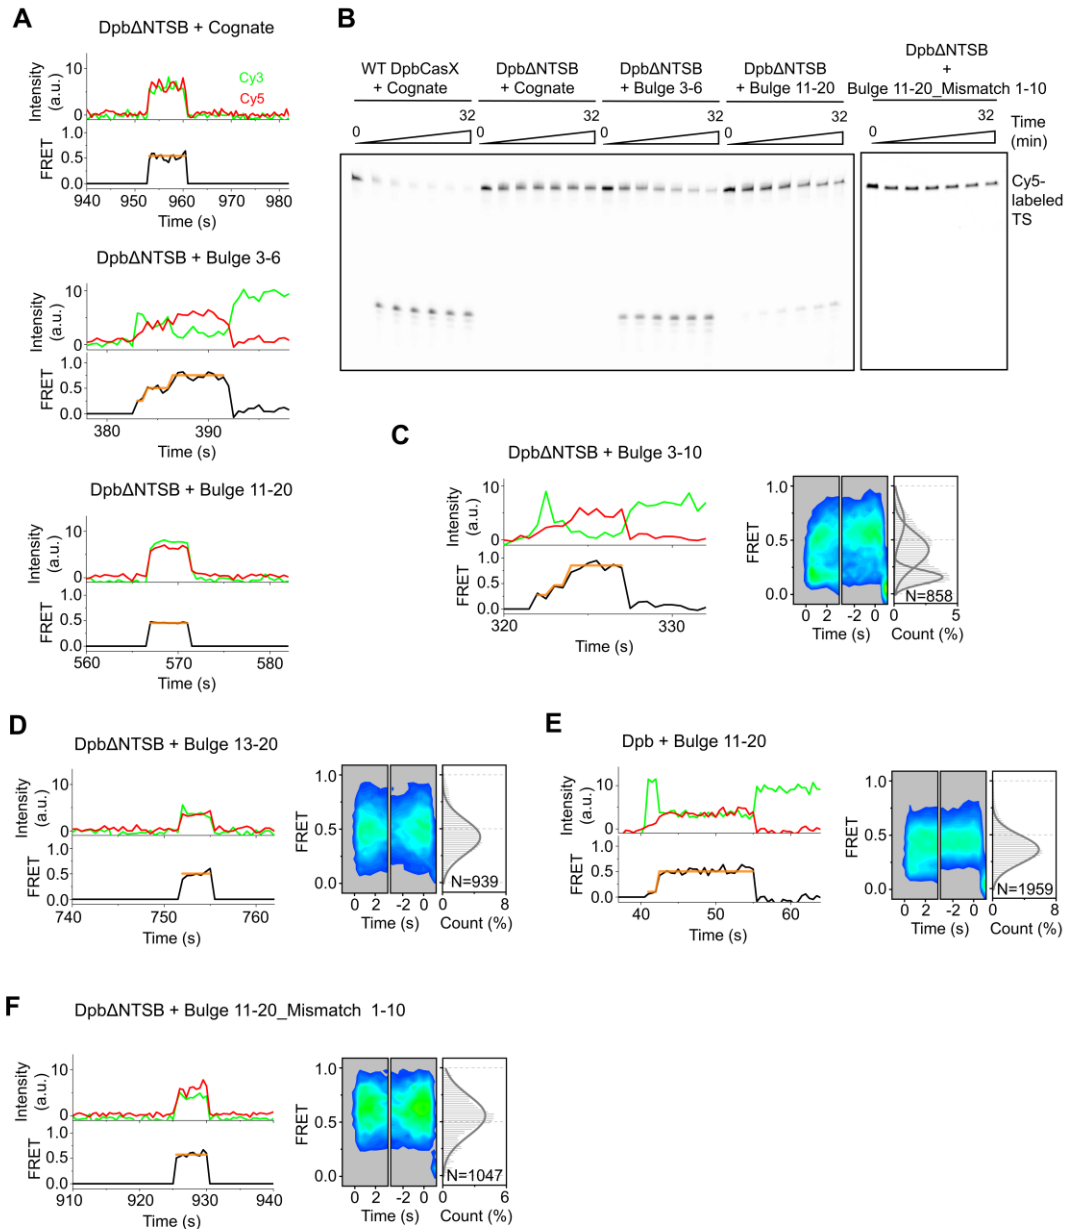 A
DpbΔNTSB + Cognate
Intensity
(a.u.)
10
0
Cy3
Cy5
FRET
1.0
0.5
0.0
940 950 960 970 980
Time (s)
DpbΔNTSB + Bulge 3-6
Intensity
(a.u.)
10
0
FRET
1.0
0.5
0.0
380 390
Time (s)
DpbΔNTSB + Bulge 11-20
Intensity
(a.u.)
10
0
FRET
1.0
0.5
0.0
560 570 580
Time (s)
B
WT DpbCasX
+ Cognate
DpbΔNTSB
+ Cognate
DpbΔNTSB
+ Bulge 3-6
DpbΔNTSB
+ Bulge 11-20
DpbΔNTSB
+
Bulge 11-20_Mismatch 1-10
0 32 0 32 0 32 0 32 0 32
Time
(min)
Cy5-
labeled
TS
C
DpbΔNTSB + Bulge 3-10
Intensity
(a.u.)
10
0
FRET
1.0
0.5
0.0
320 330
Time (s)
FRET
1.0
0.5
0.0
N=858
0 2 -2 0 0 5
Time (s) Count (%)
D
DpbΔNTSB + Bulge 13-20
Intensity
(a.u.)
10
0
FRET
1.0
0.5
0.0
740 750 760
Time (s)
FRET
1.0
0.5
0.0
N=939
0 2 -2 0 0 8
Time (s) Count (%)
E
Dpb + Bulge 11-20
Intensity
(a.u.)
10
0
FRET
1.0
0.5
0.0
40 50 60
Time (s)
FRET
1.0
0.5
0.0
N=1959
0 2 -2 0 0 8
Time (s) Count (%)
F
DpbΔNTSB + Bulge 11-20_Mismatch 1-10
Intensity
(a.u.)
10
0
FRET
1.0
0.5
0.0
910 920 930 940
Time (s)
FRET
1.0
0.5
0.0
N=1047
0 2 -2 0 0 6
Time (s) Count (%)